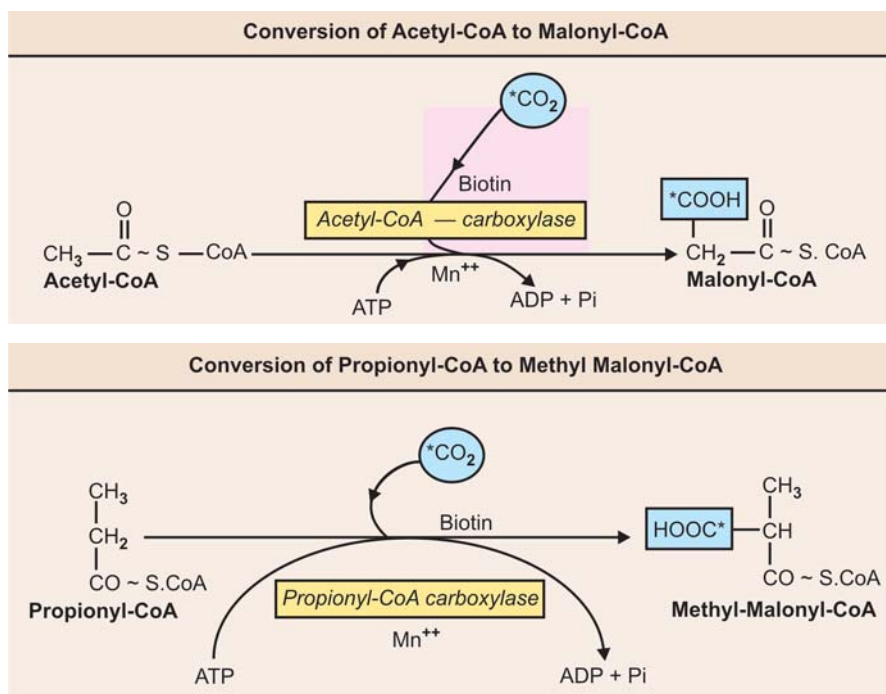 Conversion of Acetyl-CoA to Malonyl-CoA
*CO2
Biotin
Acetyl-CoA — carboxylase
*COOH
O
O
CH3 — C ~ S — CoA
Mn++
CH2 — C ~ S. CoA
Acetyl-CoA
Malonyl-CoA
ATP
ADP + Pi
Conversion of Propionyl-CoA to Methyl Malonyl-CoA
*CO2
CH3
CH3
CH2
Biotin
HOOC* — CH
CO ~ S.CoA
CO ~ S.CoA
Propionyl-CoA
Propionyl-CoA carboxylase
Methyl-Malonyl-CoA
Mn++
ATP
ADP + Pi